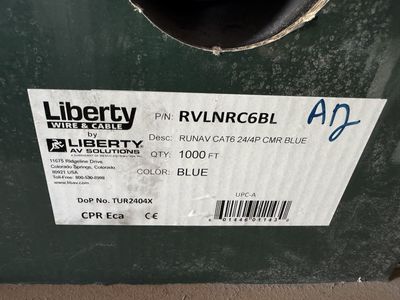 Liberty
WIRE & CABLE
by
LIBERTY
AV SOLUTIONS
11675 Ridgeline Drive,
Colorado Springs, Colorado
80921 USA
Toll-Free: 800-530-8998
www.libav.com
DoP No. TUR2404X
CPR Eca CE
P/N: RVLNRC6BL
Desc: RUNAV CAT6 24/4P CMR BLUE
QTY: 1000 FT
COLOR: BLUE
UPC-A
AD